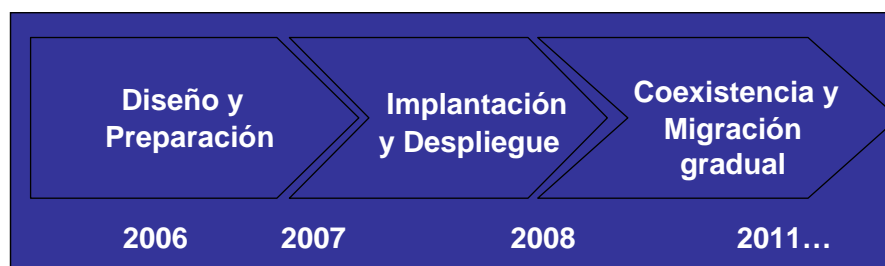 Diseño y
Preparación
Implantación
y Despliegue
Coexistencia y
Migración
gradual
2006 2007 2008 2011…